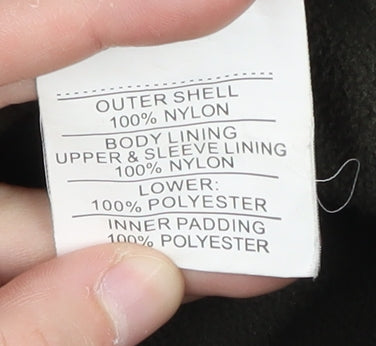 OUTER SHELL
100% NYLON
BODY LINING
UPPER & SLEEVE LINING
100% NYLON
LOWER:
100% POLYESTER
INNER PADDING
100% POLYESTER